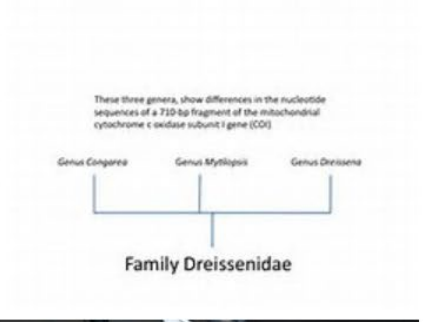 These three genera, show differences in the nucleotide
sequences of a 710-bp fragment of the mitochondrial
cytochrome c oxidase subunit I gene (COI)
Genus Congarea Genus Mytilopsis Genus Dreissena
Family Dreissenidae